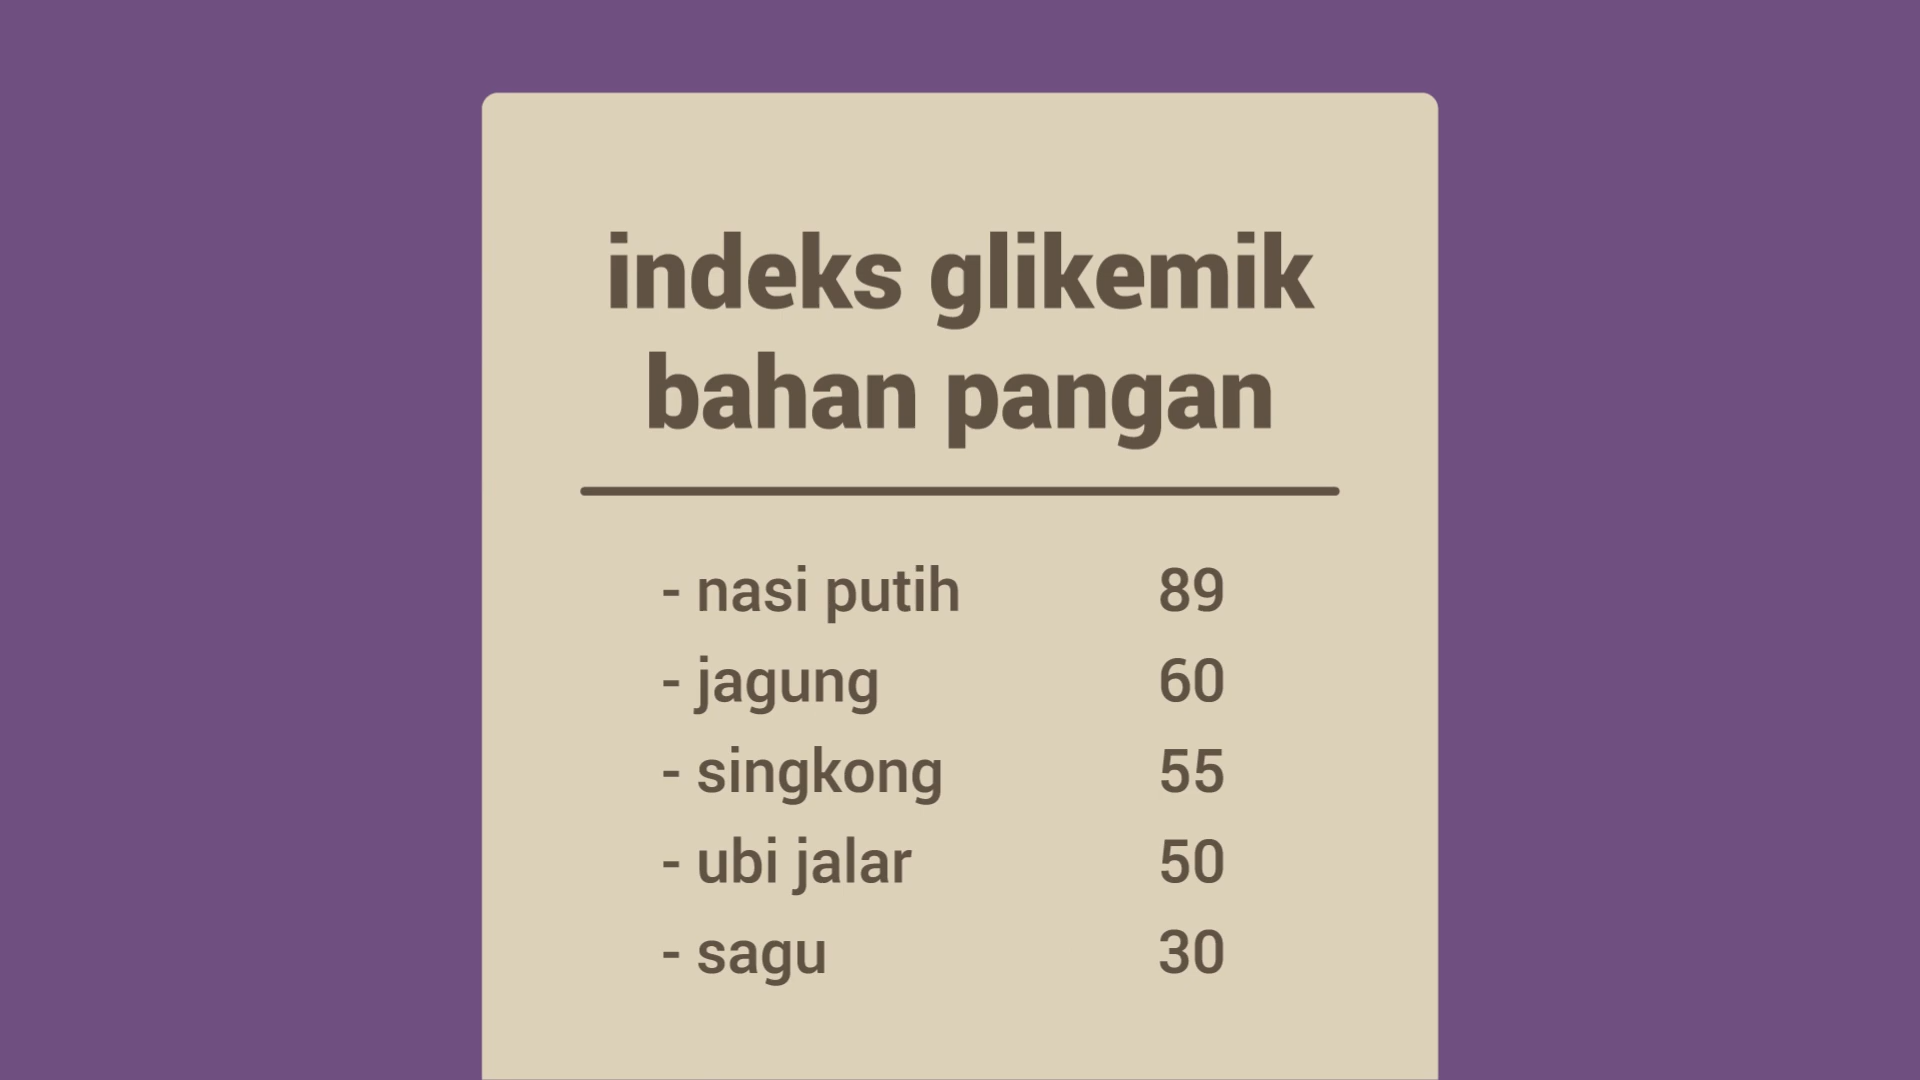 indeks glikemik
bahan pangan
- nasi putih 89
- jagung 60
- singkong 55
- ubi jalar 50
- sagu 30